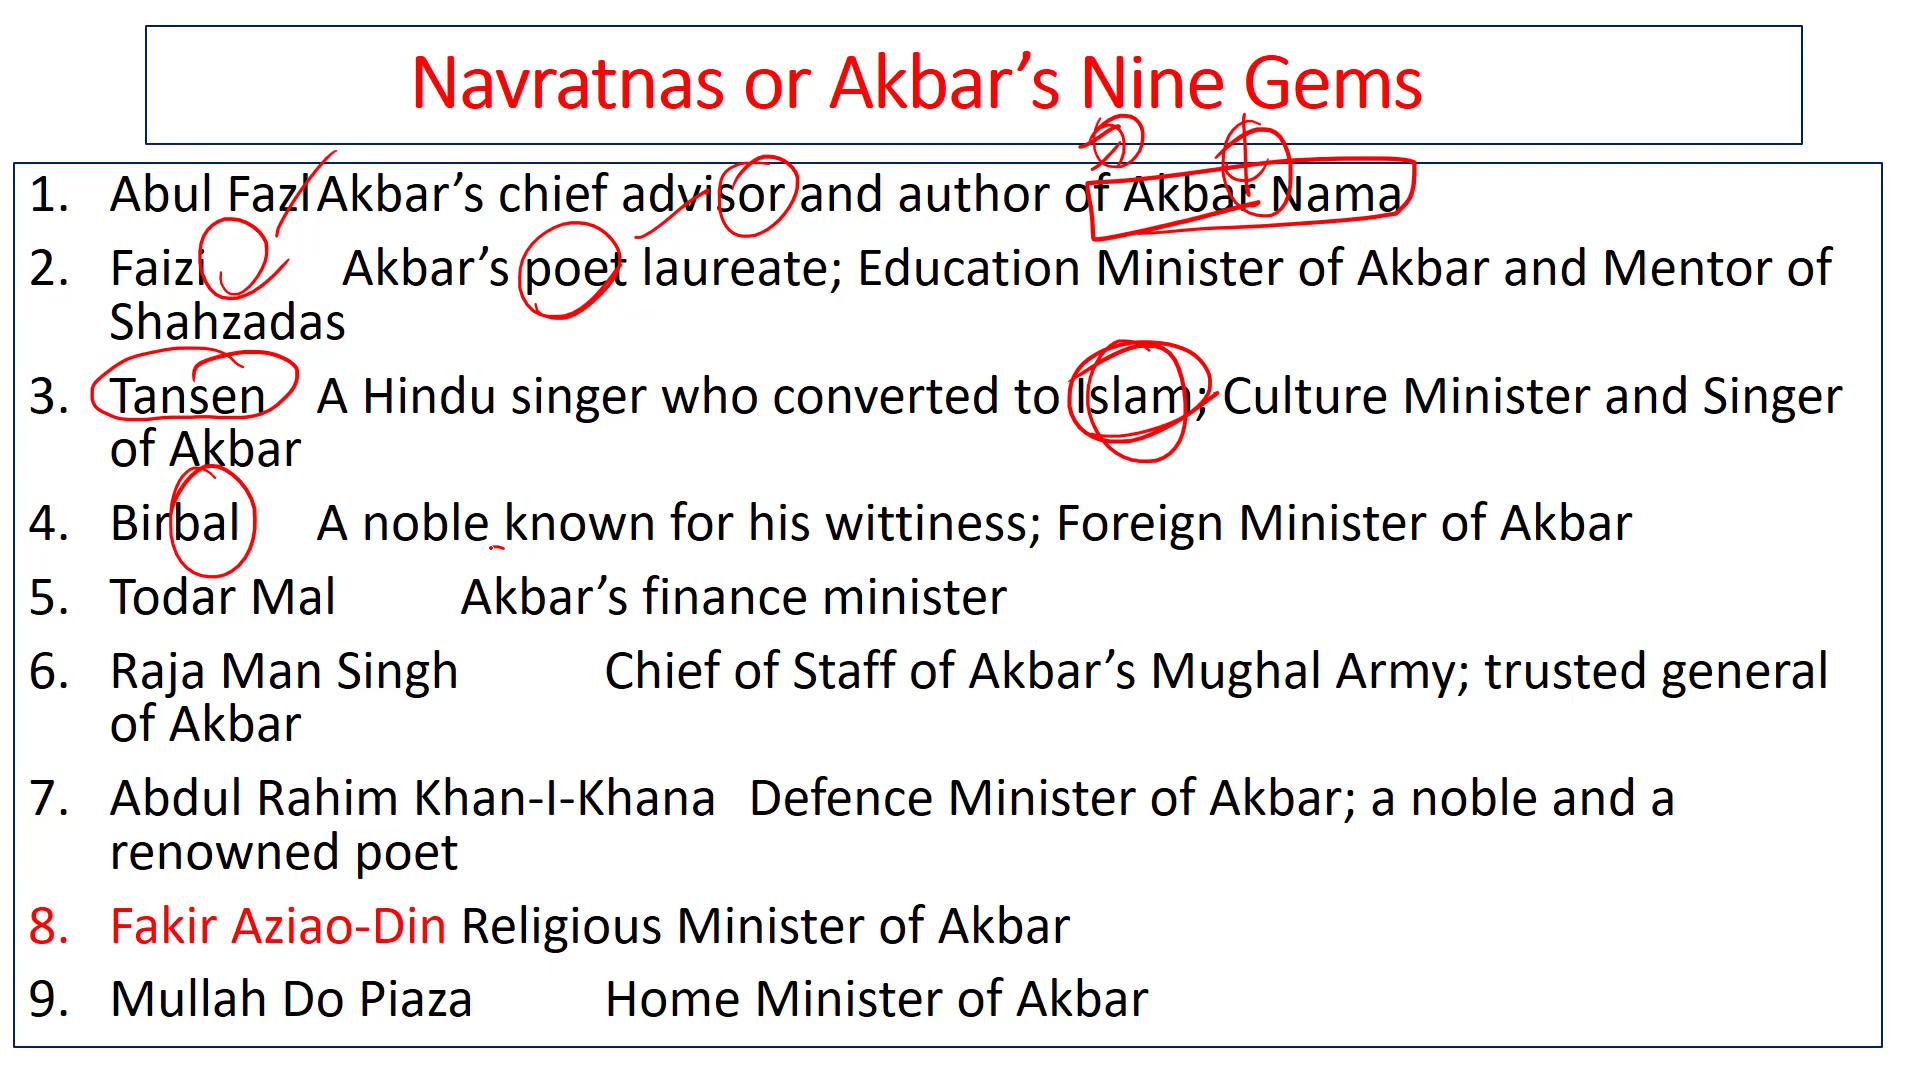 Navratnas or Akbar’s Nine Gems
1. Abul Fazl Akbar’s chief advisor and author of Akbar Nama
2. Faizi Akbar’s poet laureate; Education Minister of Akbar and Mentor of
Shahzadas
3. Tansen A Hindu singer who converted to Islam; Culture Minister and Singer
of Akbar
4. Birbal A noble known for his wittiness; Foreign Minister of Akbar
5. Todar Mal Akbar’s finance minister
6. Raja Man Singh Chief of Staff of Akbar’s Mughal Army; trusted general
of Akbar
7. Abdul Rahim Khan-I-Khana Defence Minister of Akbar; a noble and a
renowned poet
8. Fakir Aziao-Din Religious Minister of Akbar
9. Mullah Do Piaza Home Minister of Akbar